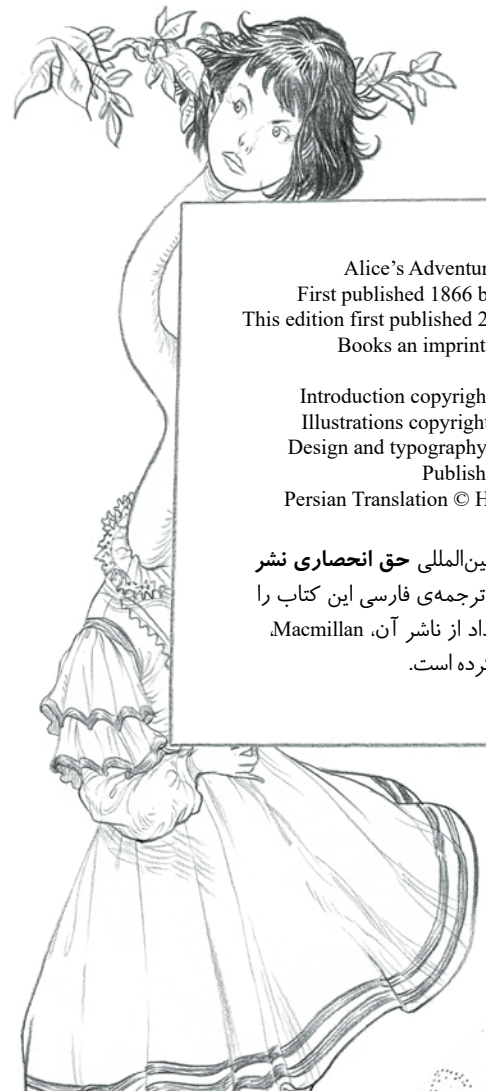 Alice's Adventur
First published 1866 b
This edition first published 2
Books an imprint
Introduction copyrigh
Illustrations copyright
Design and typography
Publish
Persian Translation © H
ین‌المللی حق انحصاری نشر
ترجمه‌ی فارسی این کتاب را
داد از ناشر آن، Macmillan،
کرده است.